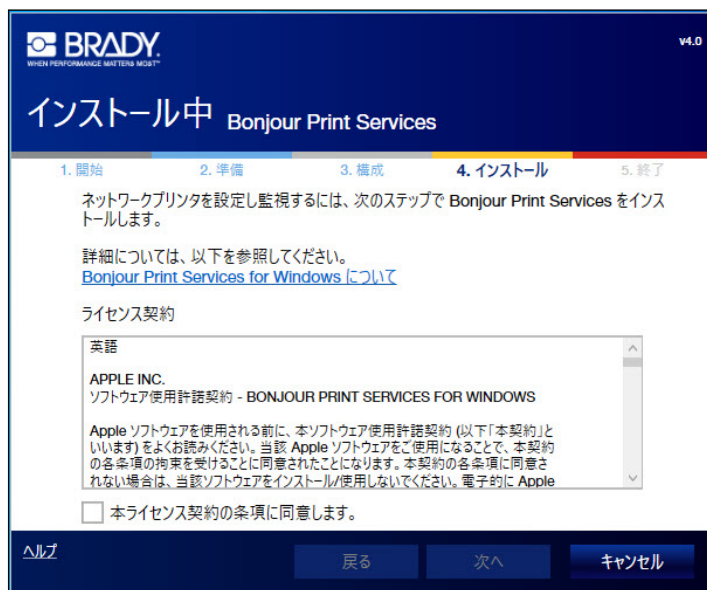 BRADY.
WHEN PERFORMANCE MATTERS MOST™
v4.0
インストール中 Bonjour Print Services
1. 開始
2. 準備
3. 構成
4. インストール
5. 終了
ネットワークプリンタを設定し監視するには、次のステップで Bonjour Print Services をインス
トールします。
詳細については、以下を参照してください。
Bonjour Print Services for Windows について
ライセンス契約
英語
APPLE INC.
ソフトウェア使用許諾契約 - BONJOUR PRINT SERVICES FOR WINDOWS
Apple ソフトウェアを使用される前に、本ソフトウェア使用許諾契約 (以下「本契約」と
いいます) をよくお読みください。当該 Apple ソフトウェアをご使用になることで、本契約
の各条項の拘束を受けることに同意されたことになります。本契約の各条項に同意さ
れない場合は、当該ソフトウェアをインストール/使用しないでください。電子的に Apple
本ライセンス契約の条項に同意します。
ヘルプ
戻る
次へ
キャンセル